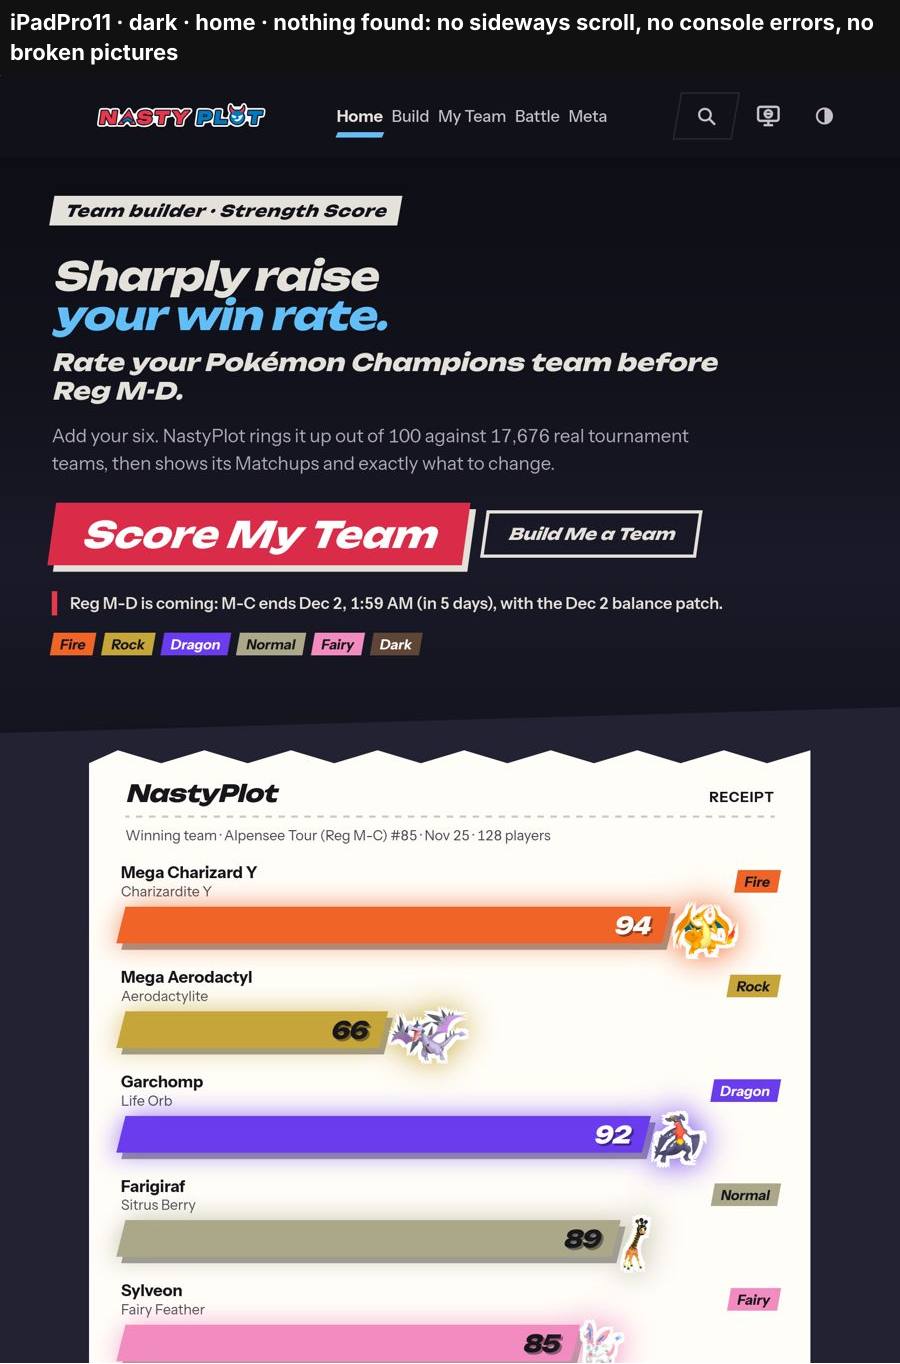 iPadPro11 · dark · home · nothing found: no sideways scroll, no console errors, no
broken pictures
NASTY PLOT
Home Build My Team Battle Meta
Team builder · Strength Score
Sharply raise
your win rate.
Rate your Pokémon Champions team before
Reg M-D.
Add your six. NastyPlot rings it up out of 100 against 17,676 real tournament
teams, then shows its Matchups and exactly what to change.
Score My Team
Build Me a Team
Reg M-D is coming: M-C ends Dec 2, 1:59 AM (in 5 days), with the Dec 2 balance patch.
Fire Rock Dragon Normal Fairy Dark
NastyPlot
RECEIPT
Winning team · Alpensee Tour (Reg M-C) #85 · Nov 25 · 128 players
Mega Charizard Y
Charizardite Y
Fire
94
Mega Aerodactyl
Aerodactylite
Rock
66
Garchomp
Life Orb
Dragon
92
Farigiraf
Sitrus Berry
Normal
89
Sylveon
Fairy Feather
Fairy
85